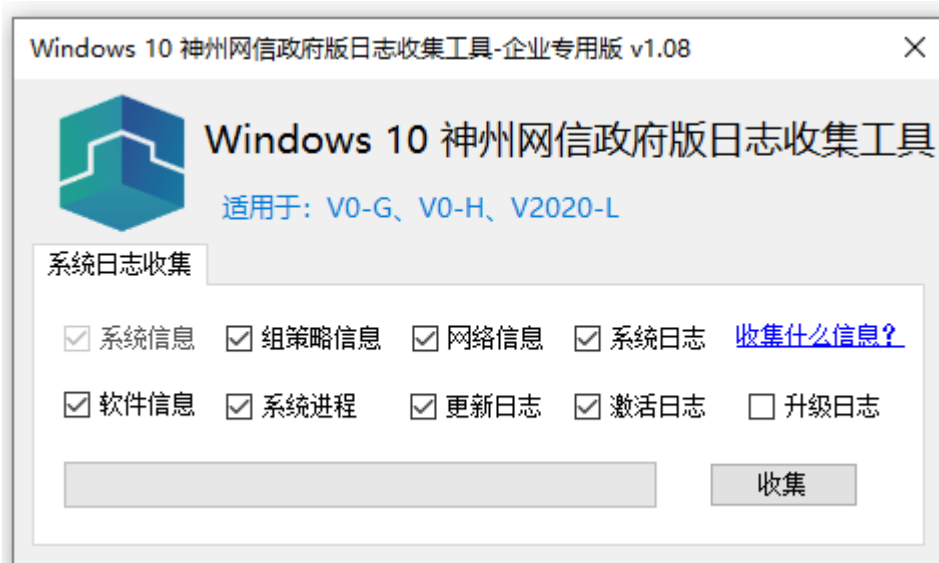 Windows 10 神州网信政府版日志收集工具-企业专用版 v1.08
Windows 10 神州网信政府版日志收集工具
适用于：V0-G、V0-H、V2020-L
系统日志收集
系统信息 组策略信息 网络信息 系统日志 收集什么信息？
软件信息 系统进程 更新日志 激活日志 升级日志
收集